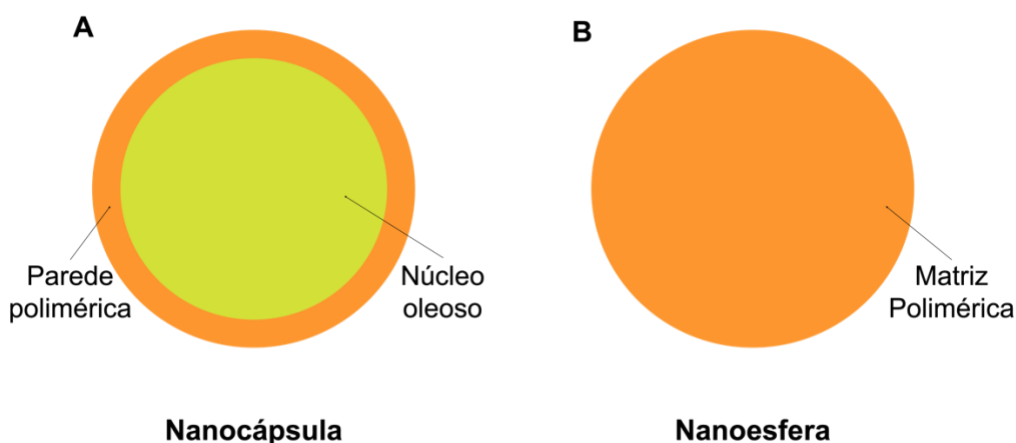 A
B
Parede
polimérica
Núcleo
oleoso
Matriz
Polimérica
Nanocápsula
Nanoesfera